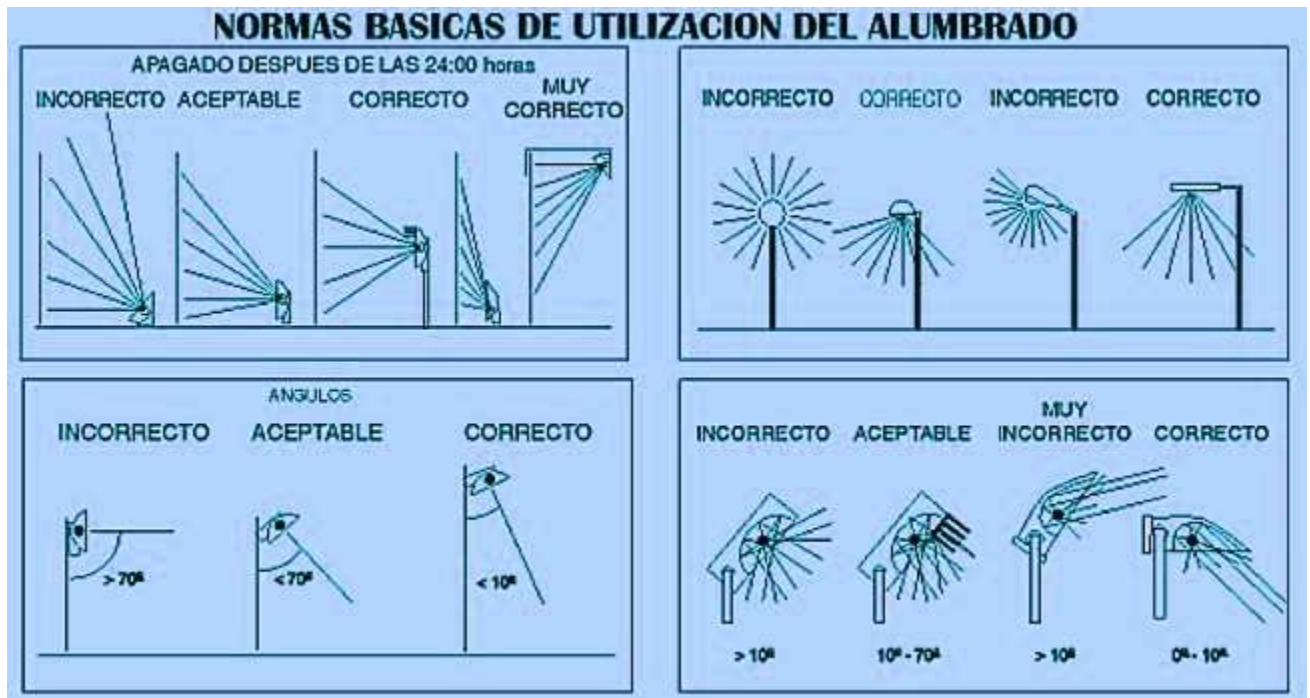 NORMAS BASICAS DE UTILIZACION DEL ALUMBRADO
APAGADO DESPUES DE LAS 24:00 horas
INCORRECTO ACEPTABLE CORRECTO MUY CORRECTO
INCORRECTO CORRECTO INCORRECTO CORRECTO
ANGULOS
INCORRECTO ACEPTABLE CORRECTO
> 70º < 70º < 10º
INCORRECTO ACEPTABLE MUY INCORRECTO CORRECTO
> 10º 10º - 70º > 10º 0º - 10º